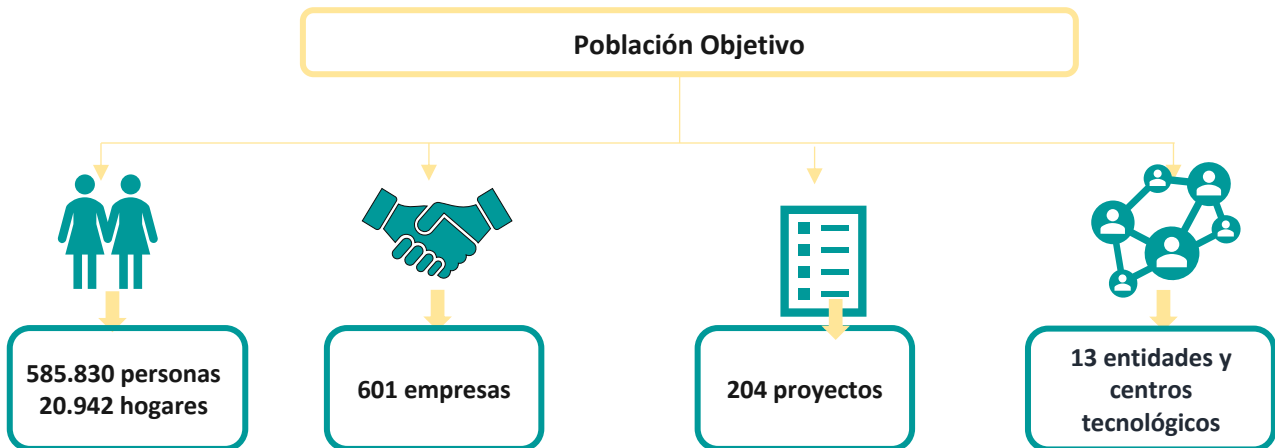 Población Objetivo
585.830 personas
20.942 hogares
601 empresas
204 proyectos
13 entidades y
centros
tecnológicos